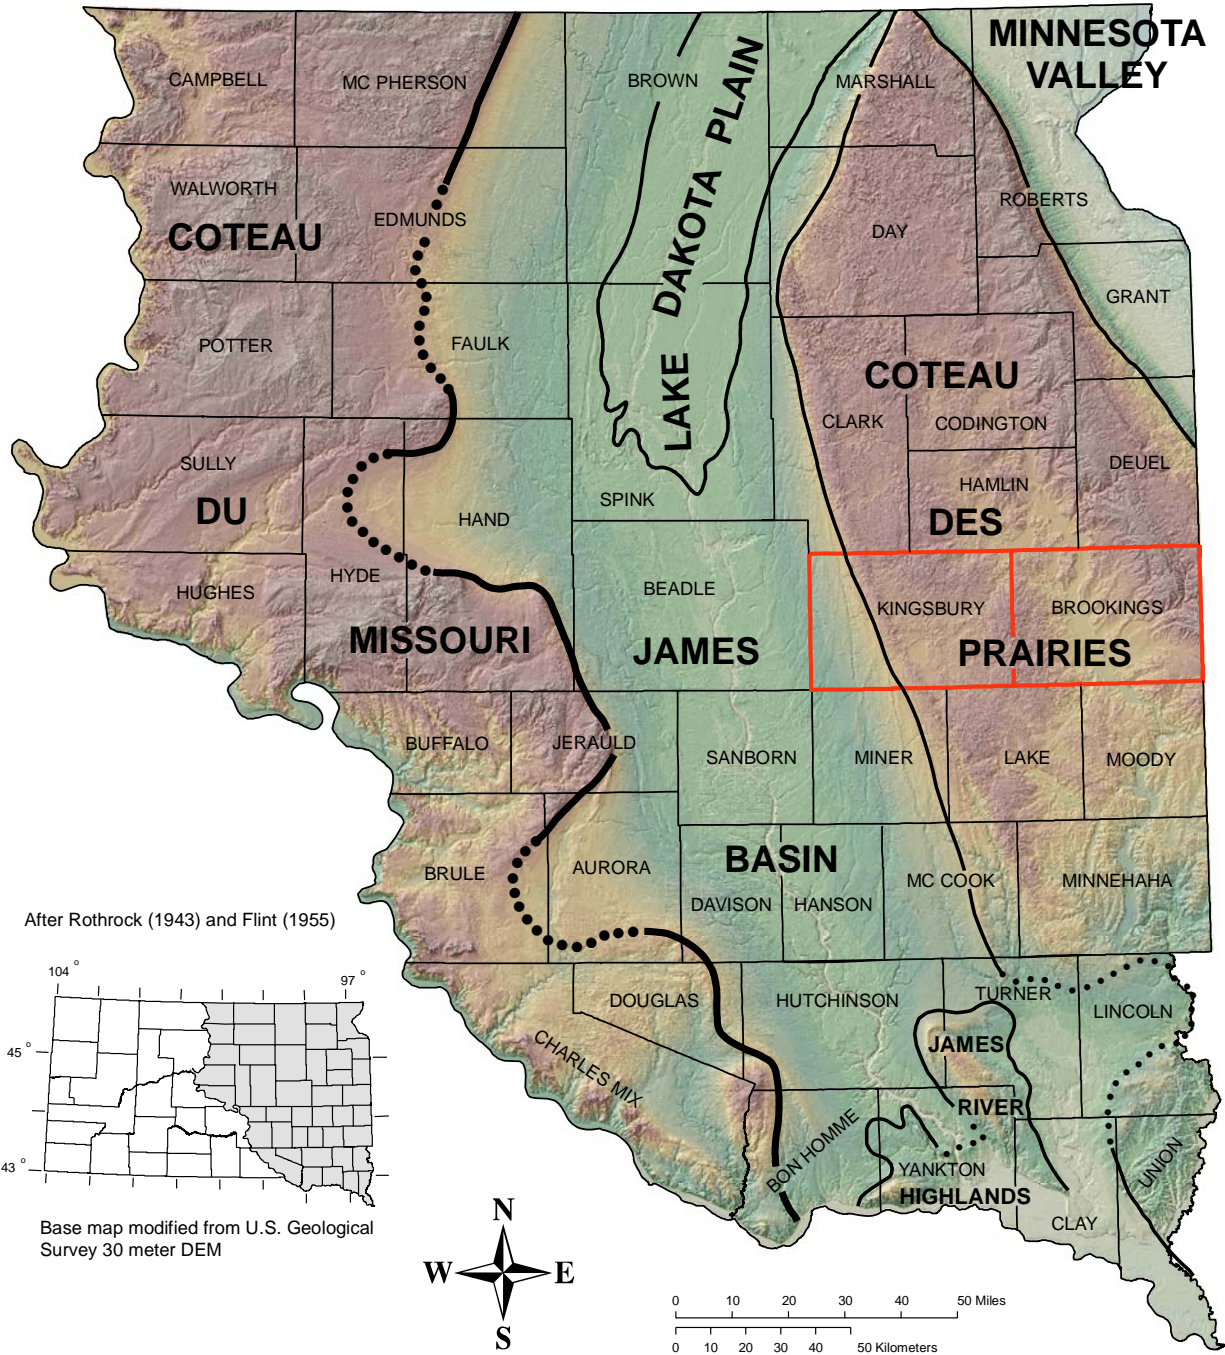 MINNESOTA
VALLEY
CAMPBELL
MC PHERSON
BROWN
MARSHALL
LAKE DAKOTA PLAIN
WALWORTH
EDMUNDS
ROBERTS
COTEAU
DAY
GRANT
POTTER
FAULK
COTEAU
CLARK
CODINGTON
SULLY
DEUEL
HAMLIN
DU
SPINK
HAND
DES
HYDE
HUGHES
BEADLE
KINGSBURY
BROOKINGS
MISSOURI
JAMES
PRAIRIES
BUFFALO
JERAULD
SANBORN
MINER
LAKE
MOODY
BASIN
BRULE
AURORA
MC COOK
MINNEHAHA
DAVISON
HANSON
After Rothrock (1943) and Flint (1955)
104 °
97 °
45 °
43 °
DOUGLAS
HUTCHINSON
TURNER
LINCOLN
JAMES
CHARLES MIX
RIVER
BON HOMME
YANKTON
UNION
HIGHLANDS
CLAY
Base map modified from U.S. Geological
Survey 30 meter DEM
N
W
E
S
0 10 20 30 40 50 Miles
0 10 20 30 40 50 Kilometers